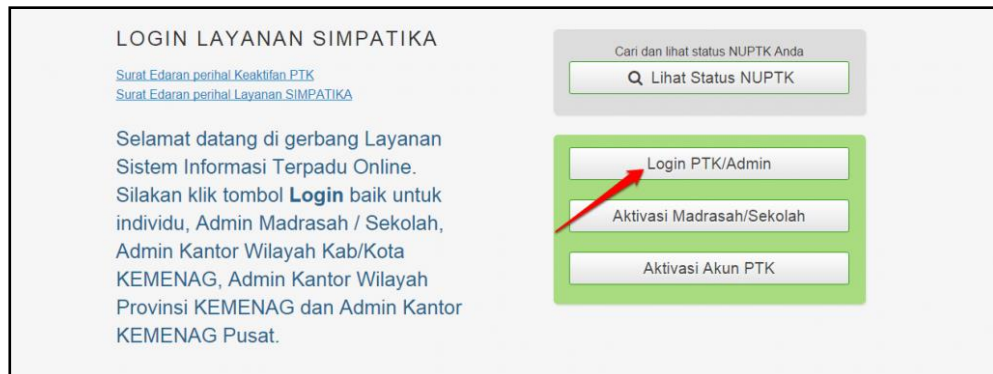 LOGIN LAYANAN SIMPATIKA
Surat Edaran perihal Keaktifan PTK
Surat Edaran perihal Layanan SIMPATIKA
Selamat datang di gerbang Layanan
Sistem Informasi Terpadu Online.
Silakan klik tombol Login baik untuk
individu, Admin Madrasah / Sekolah,
Admin Kantor Wilayah Kab/Kota
KEMENAG, Admin Kantor Wilayah
Provinsi KEMENAG dan Admin Kantor
KEMENAG Pusat.
Cari dan lihat status NUPTK Anda
Lihat Status NUPTK
Login PTK/Admin
Aktivasi Madrasah/Sekolah
Aktivasi Akun PTK